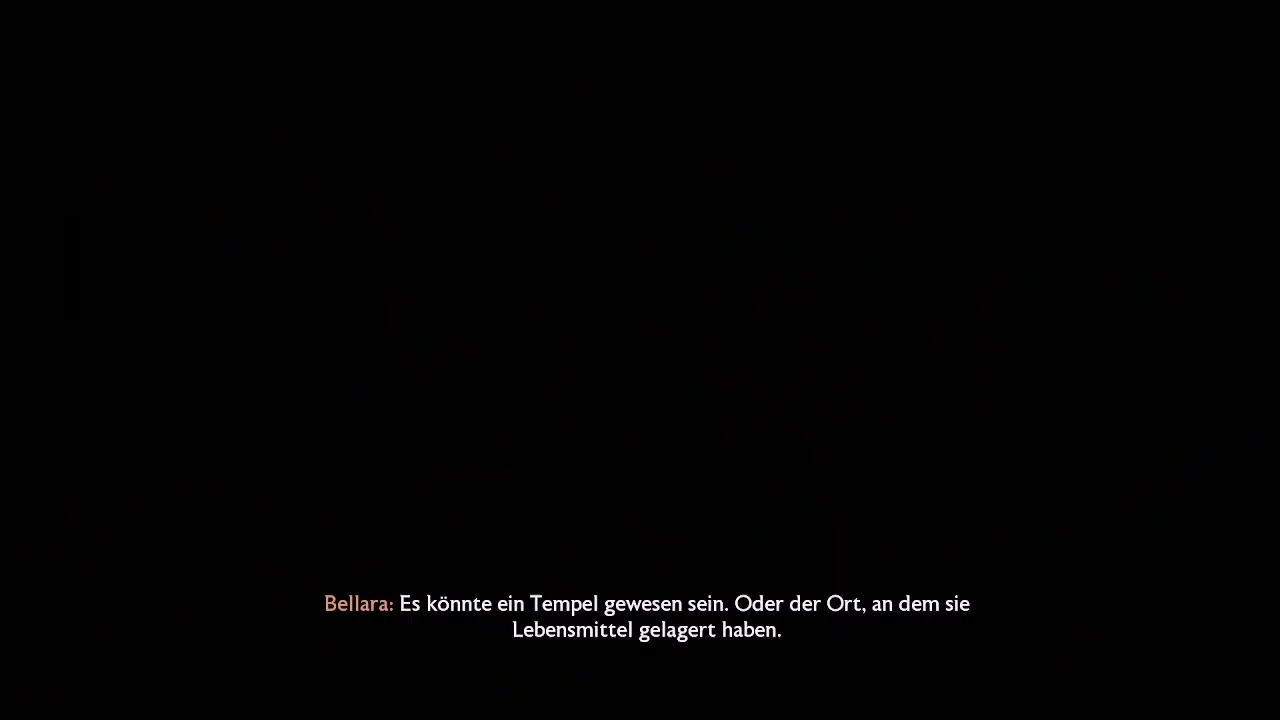 Bellara: Es könnte ein Tempel gewesen sein. Oder der Ort, an dem sie
Lebensmittel gelagert haben.